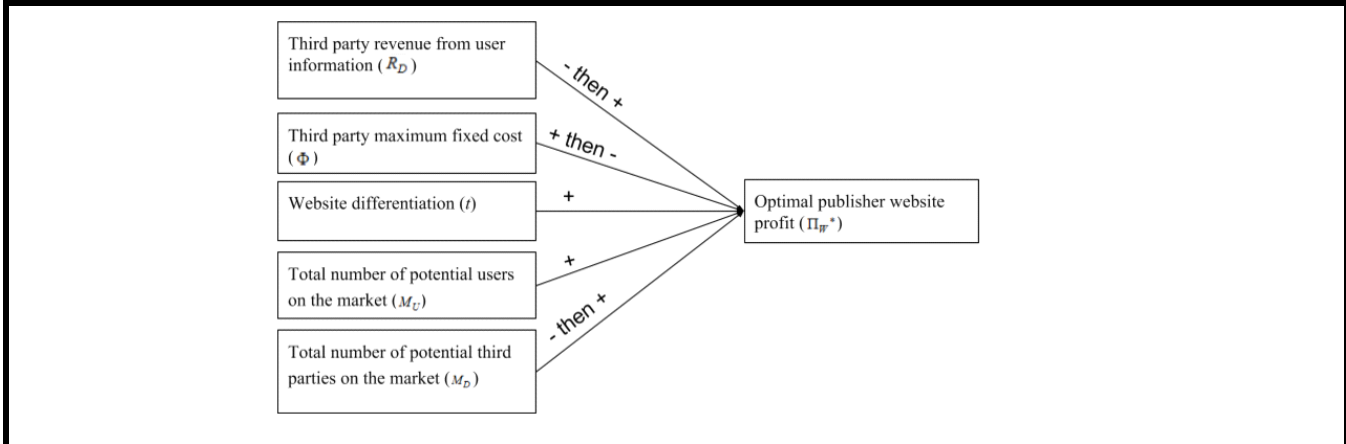 Third party revenue from user
information (R_D)
- then +
Third party maximum fixed cost
(Φ)
+ then -
Website differentiation (t)
+
Optimal publisher website
profit (Π_W*)
Total number of potential users
on the market (M_U)
+
Total number of potential third
parties on the market (M_D)
- then +